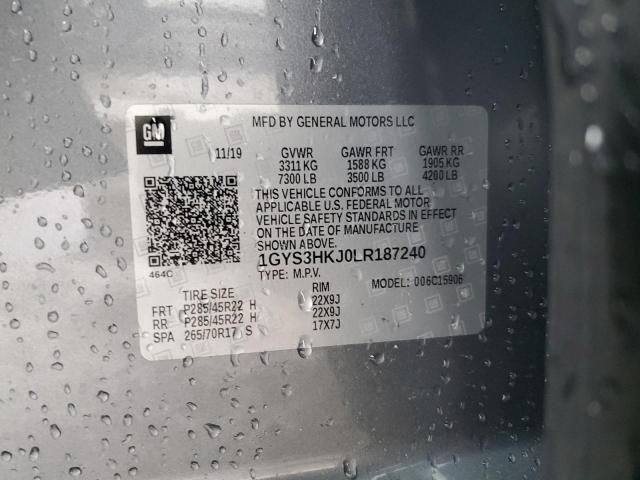 GM
MFD BY GENERAL MOTORS LLC
11/19 GVWR GAWR FRT GAWR RR
3311 KG 1588 KG 1905 KG
7300 LB 3500 LB 4200 LB
THIS VEHICLE CONFORMS TO ALL
APPLICABLE U.S. FEDERAL MOTOR
VEHICLE SAFETY STANDARDS IN EFFECT
ON THE DATE OF MANUFACTURE
SHOWN ABOVE.
464C 1GYS3HKJ0LR187240
TYPE: M.P.V. MODEL: 006C15906
TIRE SIZE RIM
FRT P285/45R22 H 22X9J
RR P285/45R22 H 22X9J
SPA 265/70R17 S 17X7J